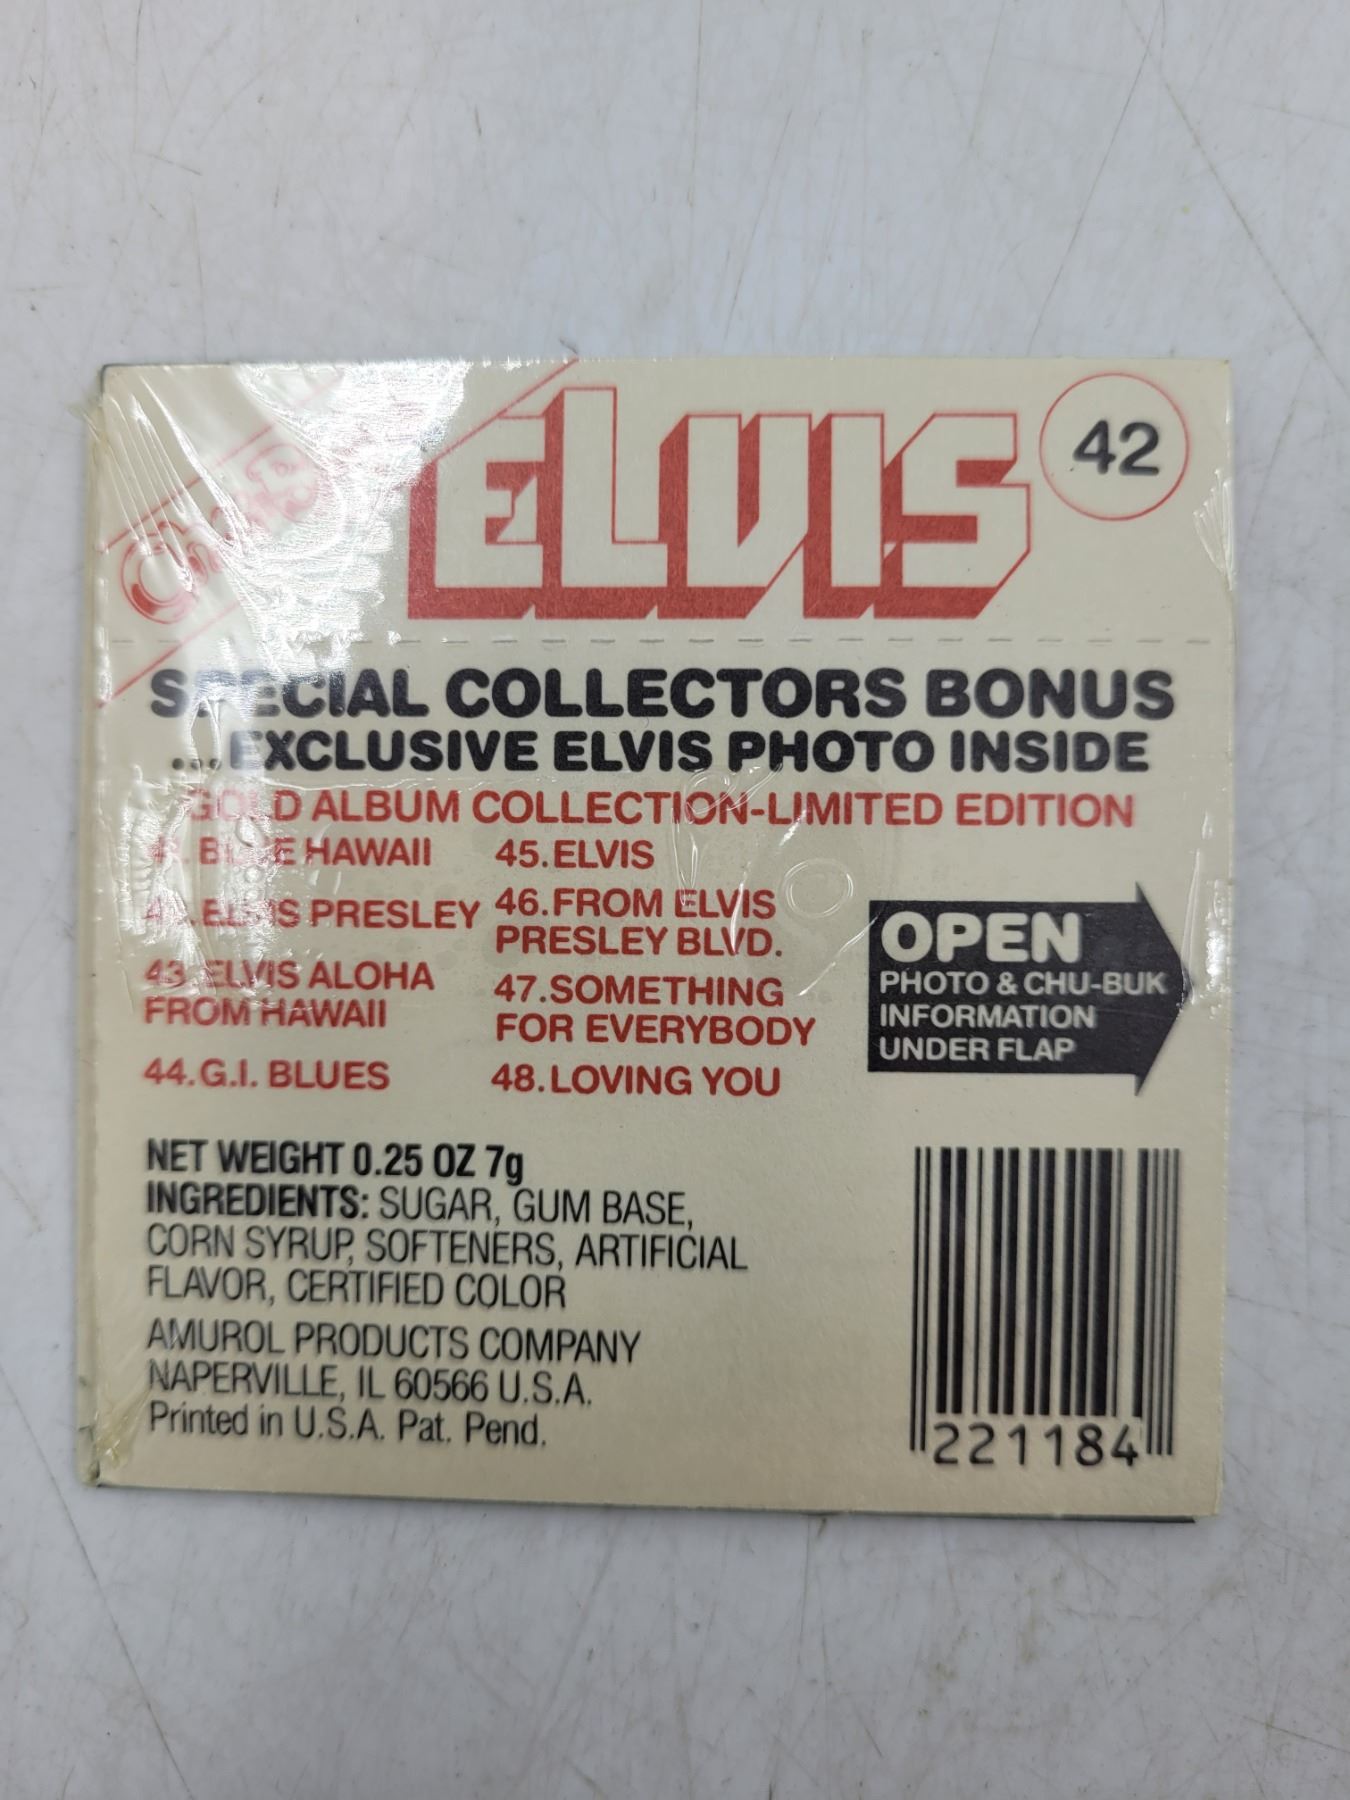 ELVIS
42
SPECIAL COLLECTORS BONUS
...EXCLUSIVE ELVIS PHOTO INSIDE
GOLD ALBUM COLLECTION-LIMITED EDITION
BLUE HAWAII
ELVIS PRESLEY
43. ELVIS ALOHA
FROM HAWAII
44. G.I. BLUES
45. ELVIS
46. FROM ELVIS
PRESLEY BLVD.
47. SOMETHING
FOR EVERYBODY
48. LOVING YOU
OPEN
PHOTO & CHU-BUK
INFORMATION
UNDER FLAP
NET WEIGHT 0.25 OZ 7g
INGREDIENTS: SUGAR, GUM BASE,
CORN SYRUP, SOFTENERS, ARTIFICIAL
FLAVOR, CERTIFIED COLOR
AMUROL PRODUCTS COMPANY
NAPERVILLE, IL 60566 U.S.A.
Printed in U.S.A. Pat. Pend.
221184